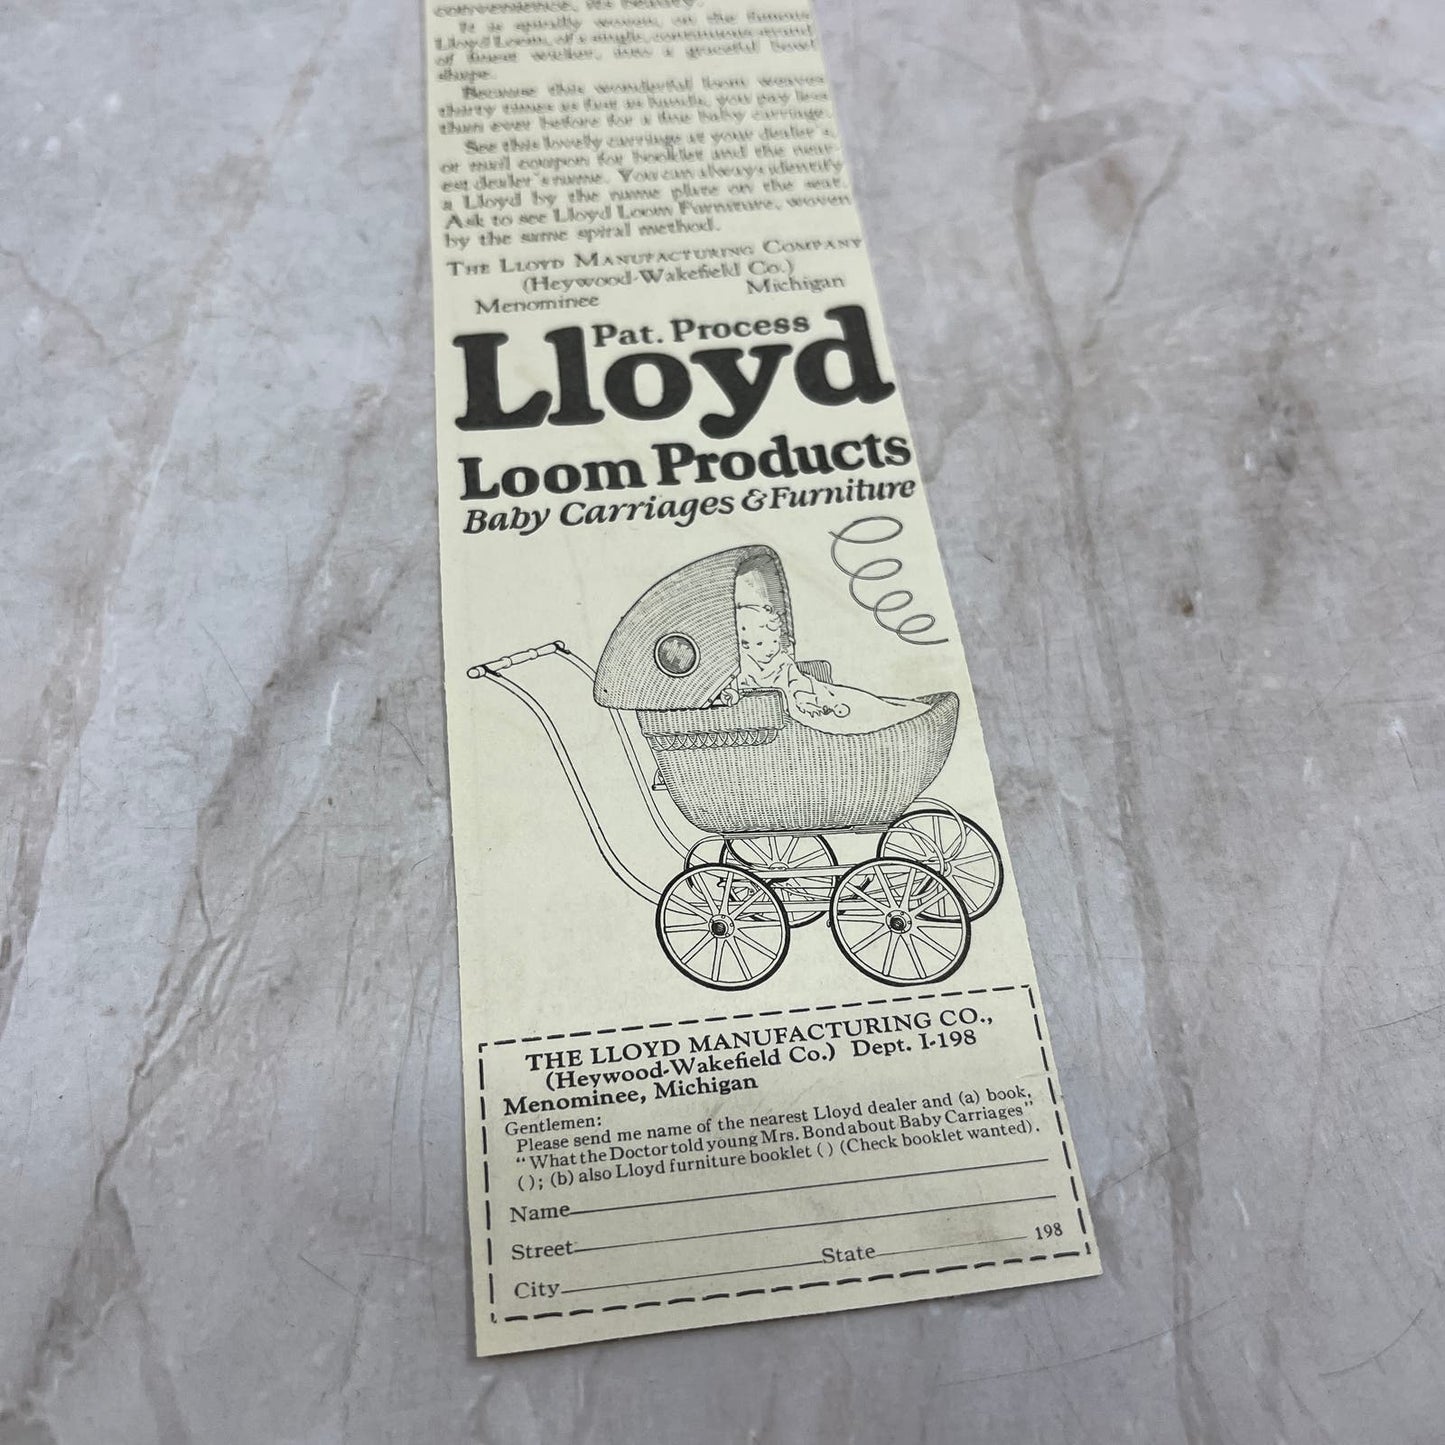 convenience, its beauty.
It is spirally woven, on the famous
Lloyd Loom, of a single, continuous strand
of finest wicker, into a graceful bowl
shape.
Because this wonderful loom weaves
thirty times as fast as hands, you pay less
than ever before for a fine baby carriage.
See this lovely carriage at your dealer's,
or mail coupon for booklet and the near-
est dealer's name. You can always identify
a Lloyd by the name plate on the seat.
Ask to see Lloyd Loom Furniture, woven
by the same spiral method.
THE LLOYD MANUFACTURING COMPANY
(Heywood-Wakefield Co.)
Menominee Michigan
Pat. Process
Lloyd
Loom Products
Baby Carriages & Furniture
THE LLOYD MANUFACTURING CO.,
(Heywood-Wakefield Co.) Dept. I-198
Menominee, Michigan
Gentlemen:
Please send me name of the nearest Lloyd dealer and (a) book,
"What the Doctor told young Mrs. Bond about Baby Carriages"
( ); (b) also Lloyd furniture booklet ( ) (Check booklet wanted).
Name
Street
City State 198